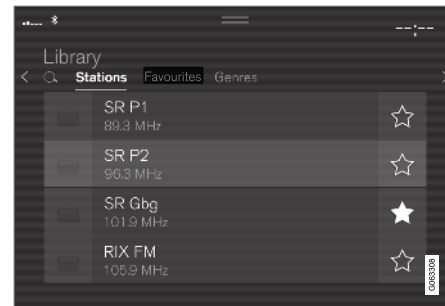 --:--
Library
Stations Favourites Genres
SR P1
89.3 MHz
SR P2
96.3 MHz
SR Gbg
101.9 MHz
RIX FM
105.9 MHz
G063308